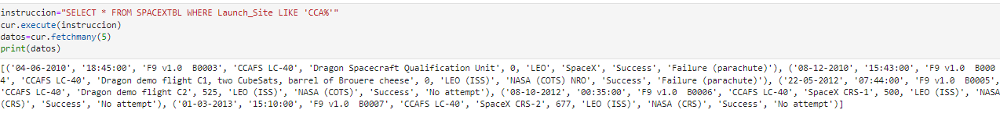 instruccion="SELECT * FROM SPACEXTBL WHERE Launch_Site LIKE 'CCA%'"
cur.execute(instruccion)
datos=cur.fetchmany(5)
print(datos)
[('04-06-2010', '18:45:00', 'F9 v1.0  B0003', 'CCAFS LC-40', 'Dragon Spacecraft Qualification Unit', 0, 'LEO', 'SpaceX', 'Success', 'Failure (parachute)'), ('08-12-2010', '15:43:00', 'F9 v1.0  B000
4', 'CCAFS LC-40', 'Dragon demo flight C1, two CubeSats, barrel of Brouere cheese', 0, 'LEO (ISS)', 'NASA (COTS) NRO', 'Success', 'Failure (parachute)'), ('22-05-2012', '07:44:00', 'F9 v1.0  B0005',
'CCAFS LC-40', 'Dragon demo flight C2', 525, 'LEO (ISS)', 'NASA (COTS)', 'Success', 'No attempt'), ('08-10-2012', '00:35:00', 'F9 v1.0  B0006', 'CCAFS LC-40', 'SpaceX CRS-1', 500, 'LEO (ISS)', 'NASA
(CRS)', 'Success', 'No attempt'), ('01-03-2013', '15:10:00', 'F9 v1.0  B0007', 'CCAFS LC-40', 'SpaceX CRS-2', 677, 'LEO (ISS)', 'NASA (CRS)', 'Success', 'No attempt')]